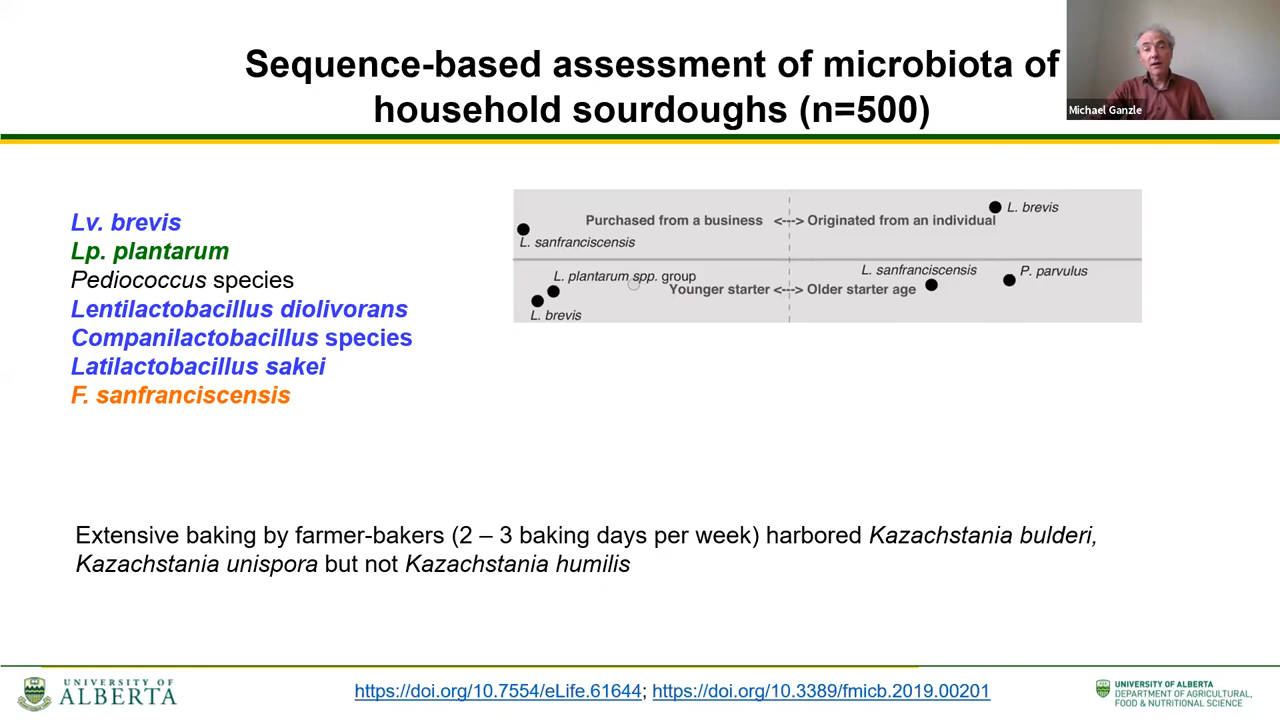 Sequence-based assessment of microbiota of
household sourdoughs (n=500)
Michael Ganzle
Lv. brevis
Lp. plantarum
Pediococcus species
Lentilactobacillus diolivorans
Companilactobacillus species
Latilactobacillus sakei
F. sanfranciscensis
Purchased from a business <---> Originated from an individual
L. brevis
L. sanfranciscensis
L. plantarum spp. group
L. sanfranciscensis
P. parvulus
Younger starter <---> Older starter age
L. brevis
Extensive baking by farmer-bakers (2 – 3 baking days per week) harbored Kazachstania bulderi,
Kazachstania unispora but not Kazachstania humilis
UNIVERSITY OF
ALBERTA
https://doi.org/10.7554/eLife.61644; https://doi.org/10.3389/fmicb.2019.00201
UNIVERSITY OF ALBERTA
DEPARTMENT OF AGRICULTURAL,
FOOD & NUTRITIONAL SCIENCE